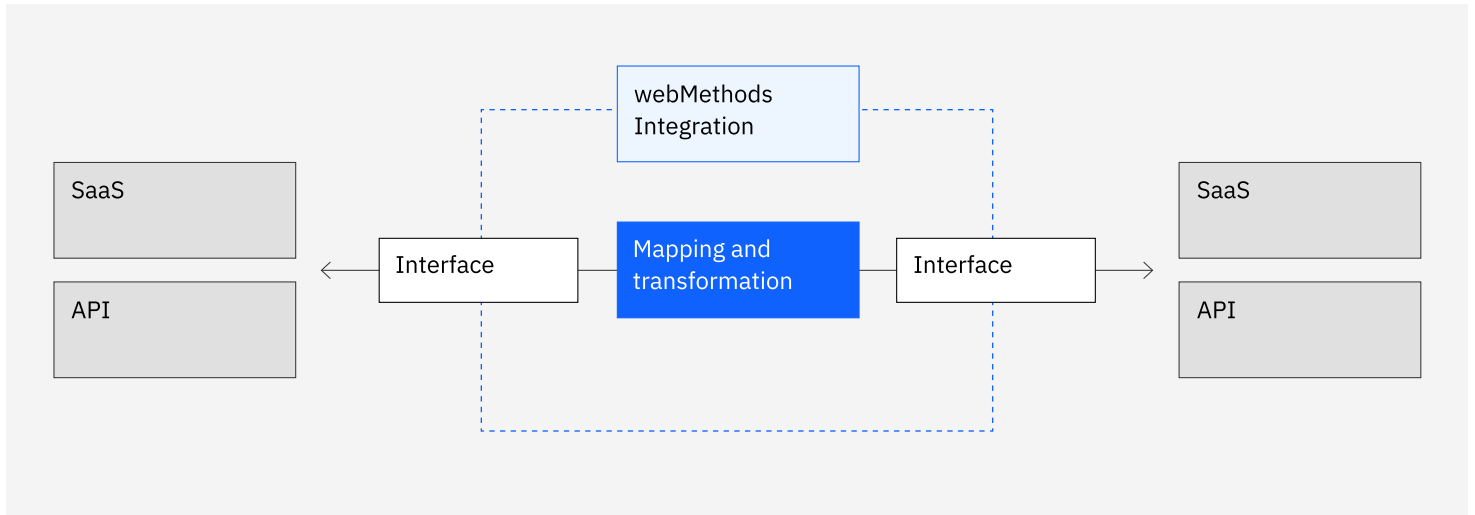 webMethods
Integration
SaaS
API
Interface
Mapping and
transformation
Interface
SaaS
API